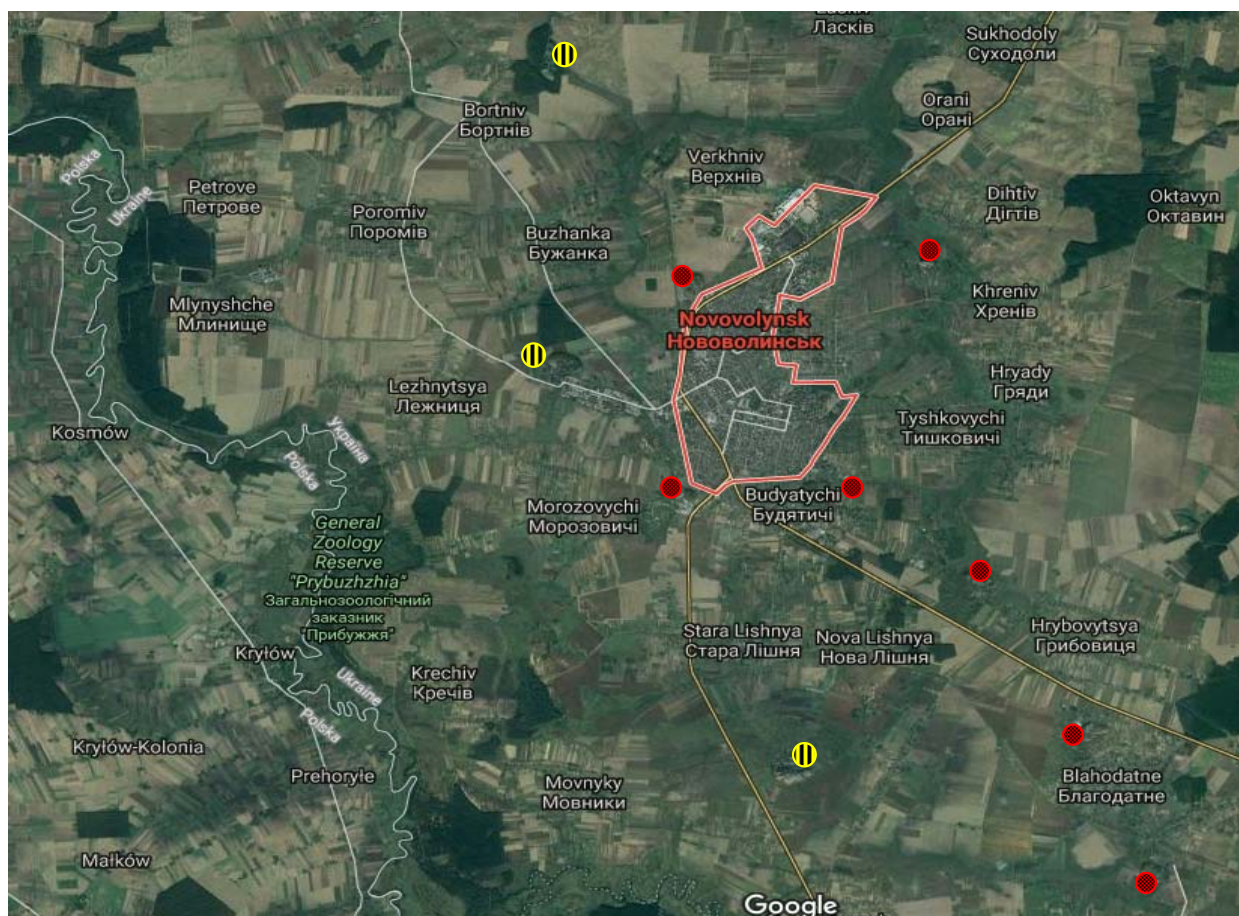 Ласків
Sukhodoly
Суходоли
Orani
Орані
Bortniv
Бортнів
Verkhniv
Верхнів
Polska
Ukraine
Petrove
Петрове
Poromiv
Поромів
Buzhanka
Бужанка
Dihtiv
Дігтів
Oktavyn
Октавин
Mlynyshche
Млинище
Khreniv
Хренів
Novovolynsk
Нововолинськ
Lezhnytsya
Лежниця
Hryady
Гряди
Tyshkovychi
Тишковичі
Kosmów
Україна
Polska
Morozovychi
Морозовичі
Budyatychi
Будятичі
General
Zoology
Reserve
"Prybuzhzhia"
Загальнозоологічний
заказник
"Прибужжя"
Stara Lishnya
Стара Лішня
Nova Lishnya
Нова Лішня
Hrybovytsya
Грибовиця
Kryłów
Ukraine
Polska
Krechiv
Кречів
Kryłów-Kolonia
Prehoryłe
Movnyky
Мовники
Blahodatne
Благодатне
Małków
Google